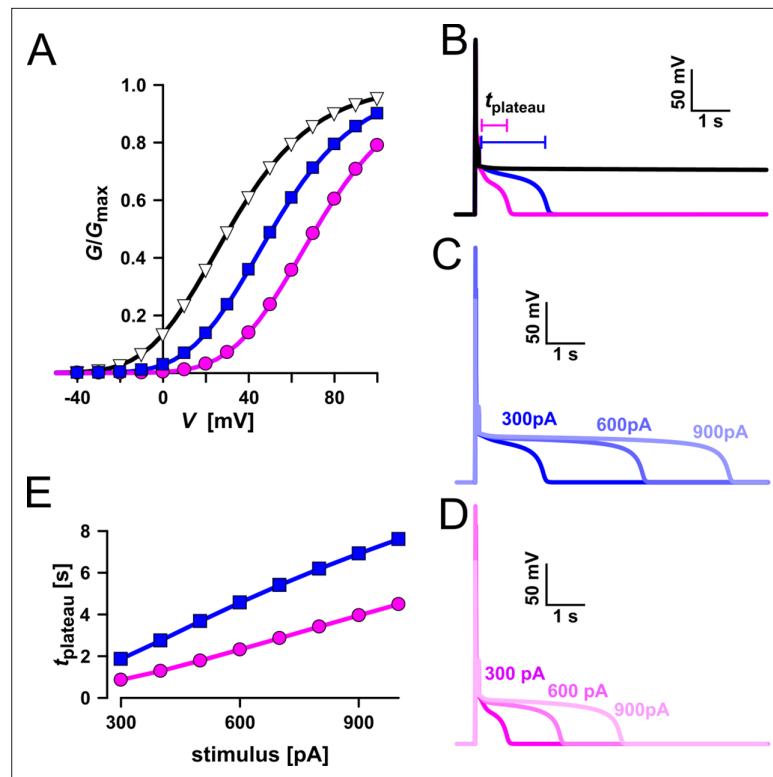 A
G/Gmax
1.0
0.8
0.6
0.4
0.2
-40
0
40
80
V [mV]
B
tplateau
50 mV
1 s
C
50 mV
1 s
300pA
600pA
900pA
E
tplateau [s]
8
6
4
2
0
300
600
900
stimulus [pA]
D
50 mV
1 s
300 pA
600 pA
900pA